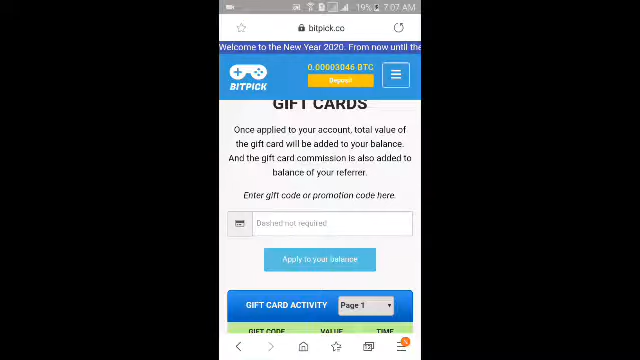 19% 7:07 AM
bitpick.co
Welcome to the New Year 2020. From now until the
0.00003046 BTC
Deposit
BITPICK
GIFT CARDS
Once applied to your account, total value of
the gift card will be added to your balance.
And the gift card commission is also added to
balance of your referrer.
Enter gift code or promotion code here.
Dashed not required
Apply to your balance
GIFT CARD ACTIVITY Page 1
GIFT CODE VALUE TIME